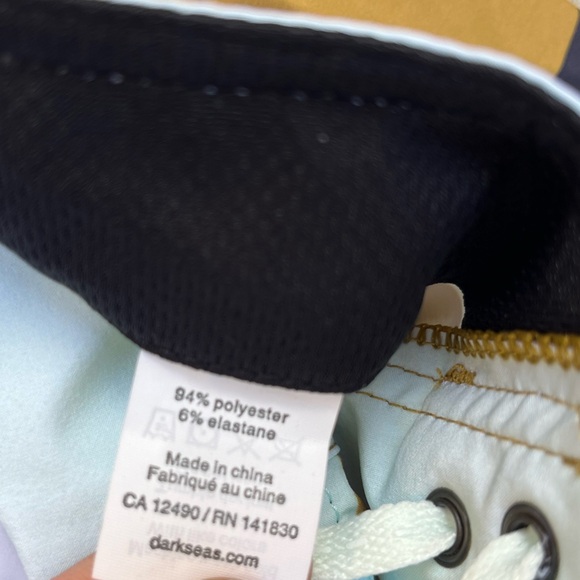 94% polyester
6% elastane
Made in china
Fabriqué au chine
CA 12490 / RN 141830
darkseas.com